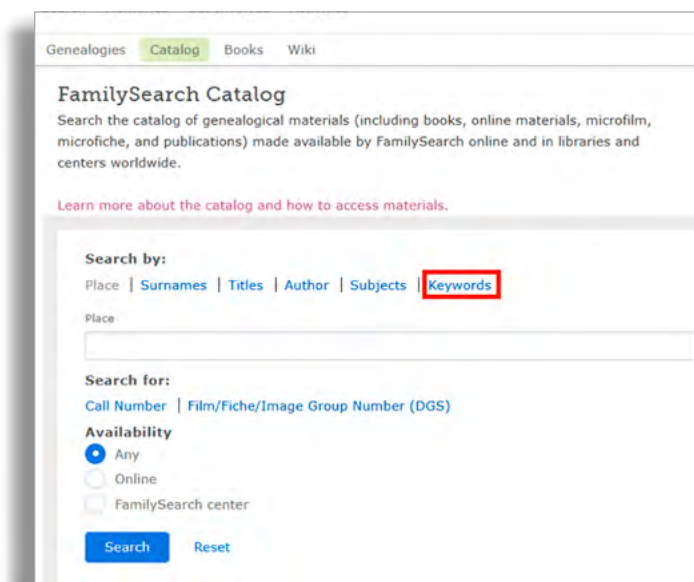 Genealogies Catalog Books Wiki
FamilySearch Catalog
Search the catalog of genealogical materials (including books, online materials, microfilm,
microfiche, and publications) made available by FamilySearch online and in libraries and
centers worldwide.
Learn more about the catalog and how to access materials.
Search by:
Place | Surnames | Titles | Author | Subjects | Keywords
Place
Search for:
Call Number | Film/Fiche/Image Group Number (DGS)
Availability
Any
Online
FamilySearch center
Search Reset